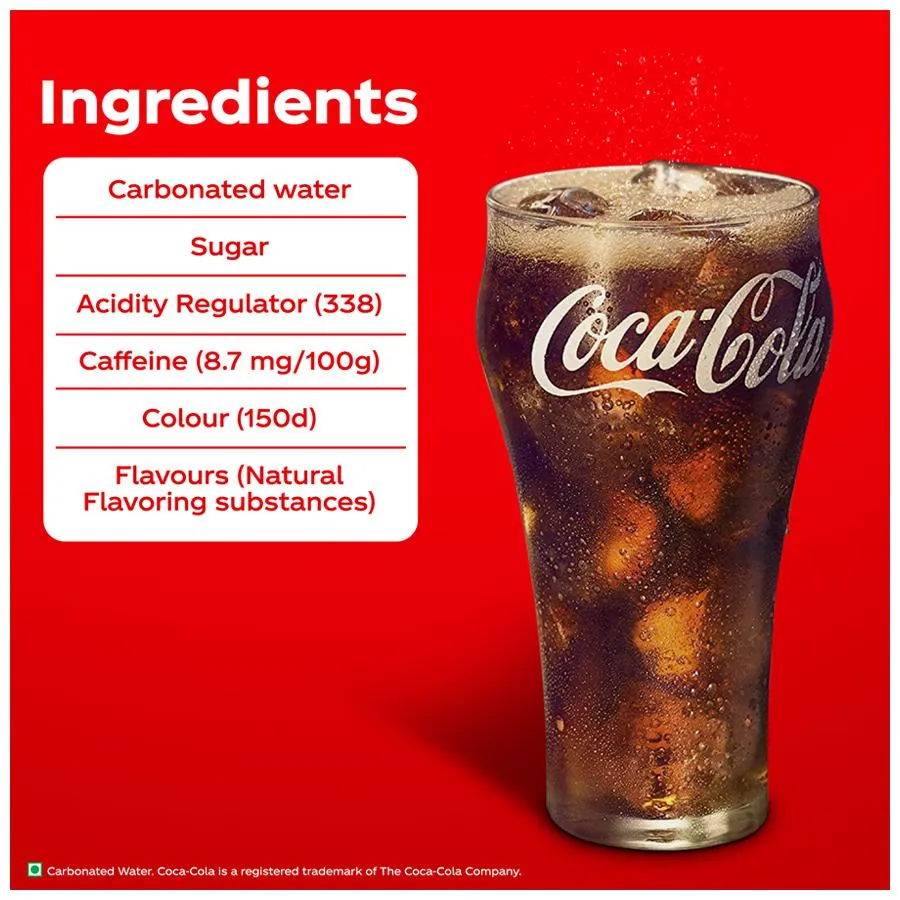 Ingredients
Carbonated water
Sugar
Acidity Regulator (338)
Caffeine (8.7 mg/100g)
Colour (150d)
Flavours (Natural
Flavoring substances)
Coca-Cola
Carbonated Water. Coca-Cola is a registered trademark of The Coca-Cola Company.